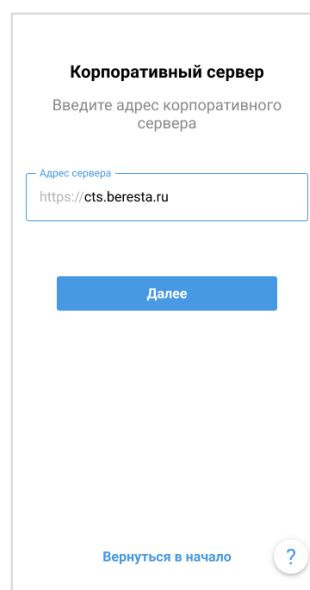 Корпоративный сервер
Введите адрес корпоративного
сервера
Адрес сервера
https://cts.beresta.ru
Далее
Вернуться в начало
?